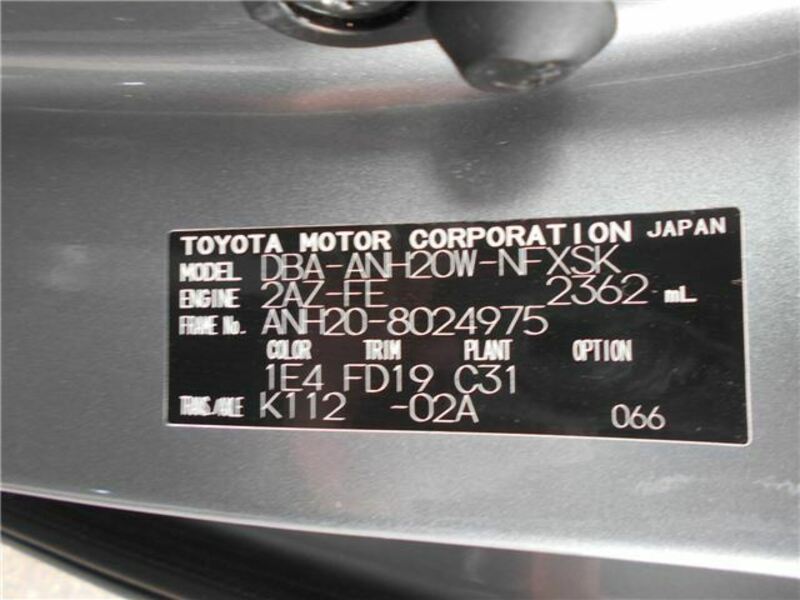 TOYOTA MOTOR CORPORATION JAPAN
MODEL DBA-ANH20W-NFXSK
ENGINE 2AZ-FE 2362 mL
FRAME No. ANH20-8024975
COLOR TRIM PLANT OPTION
1E4 FD19 C31
TRANS/AXLE K112 -02A 066